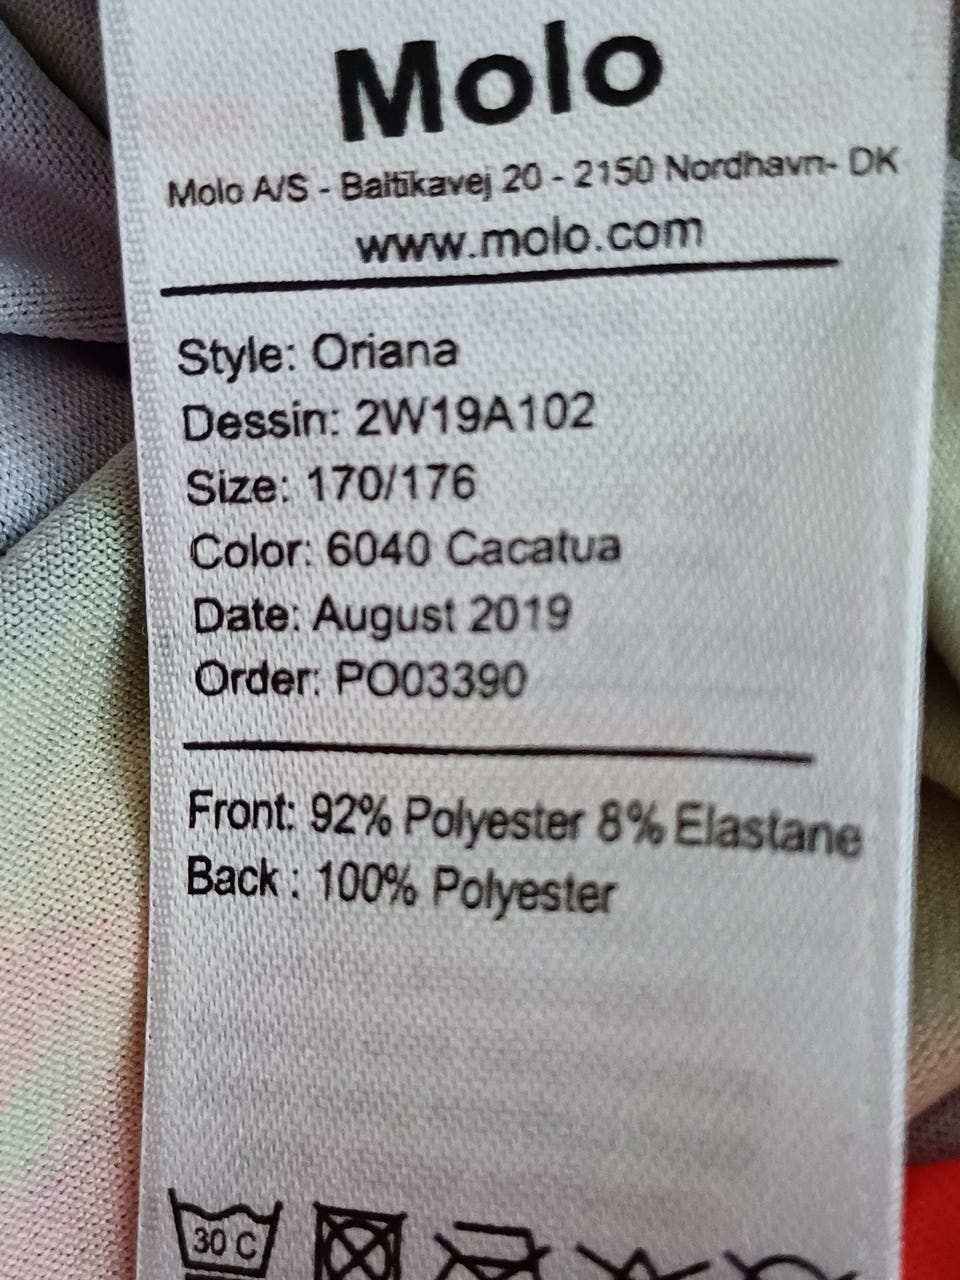 Molo
Molo A/S - Baltikavej 20 - 2150 Nordhavn- DK
www.molo.com
Style: Oriana
Dessin: 2W19A102
Size: 170/176
Color: 6040 Cacatua
Date: August 2019
Order: PO03390
Front: 92% Polyester 8% Elastane
Back : 100% Polyester
30 C